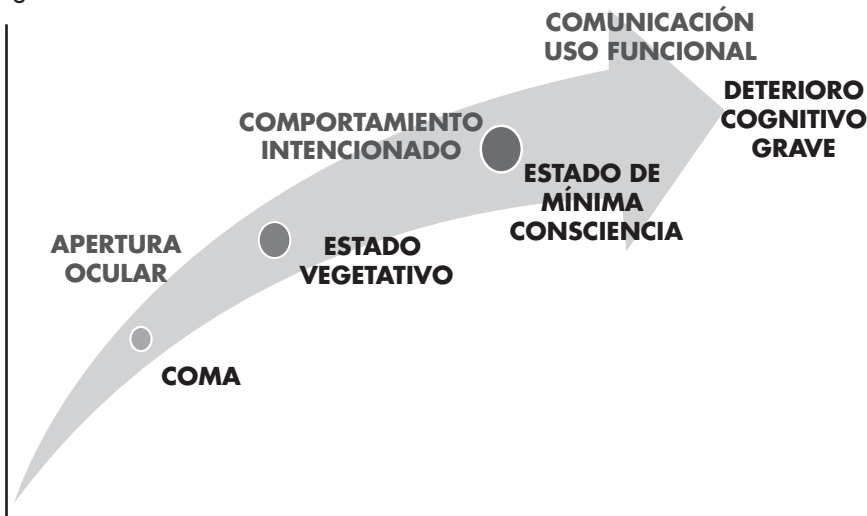 COMUNICACIÓN
USO FUNCIONAL
DETERIORO
COGNITIVO
GRAVE
COMPORTAMIENTO
INTENCIONADO
ESTADO DE
MÍNIMA
CONSCIENCIA
APERTURA
OCULAR
ESTADO
VEGETATIVO
COMA